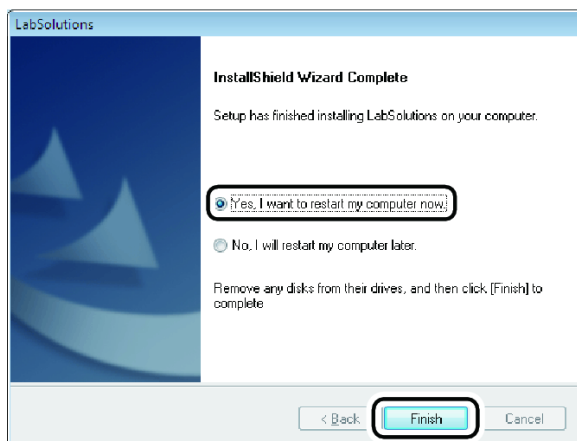 LabSolutions
InstallShield Wizard Complete
Setup has finished installing LabSolutions on your computer.
Yes, I want to restart my computer now.
No, I will restart my computer later.
Remove any disks from their drives, and then click [Finish] to
complete
< Back Finish Cancel